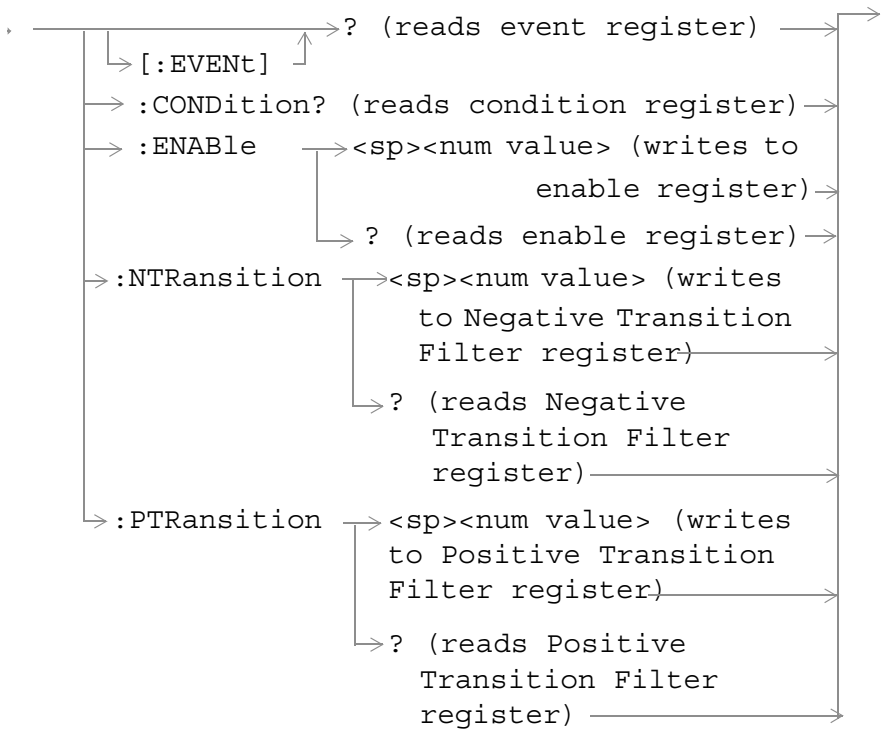 ? (reads event register)
[:EVENt]
:CONDition? (reads condition register)
:ENABle <sp><num value> (writes to
enable register)
? (reads enable register)
:NTRansition <sp><num value> (writes
to Negative Transition
Filter register)
? (reads Negative
Transition Filter
register)
:PTRansition <sp><num value> (writes
to Positive Transition
Filter register)
? (reads Positive
Transition Filter
register)